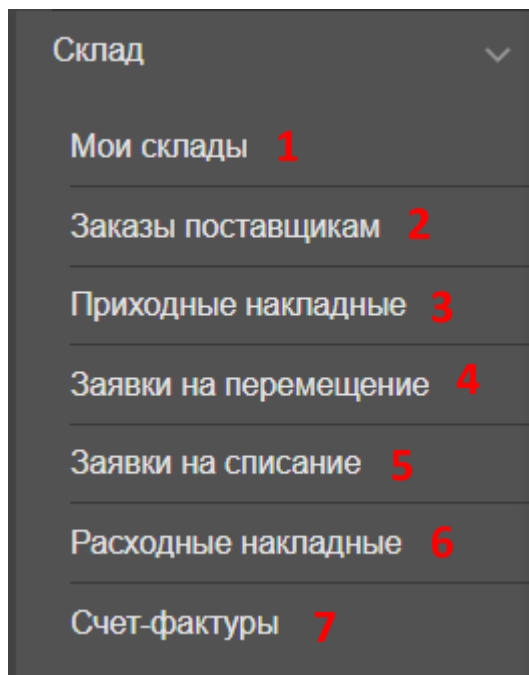 Склад
Мои склады 1
Заказы поставщикам 2
Приходные накладные 3
Заявки на перемещение 4
Заявки на списание 5
Расходные накладные 6
Счет-фактуры 7